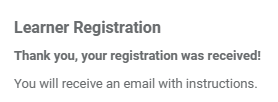 Learner Registration
Thank you, your registration was received!
You will receive an email with instructions.